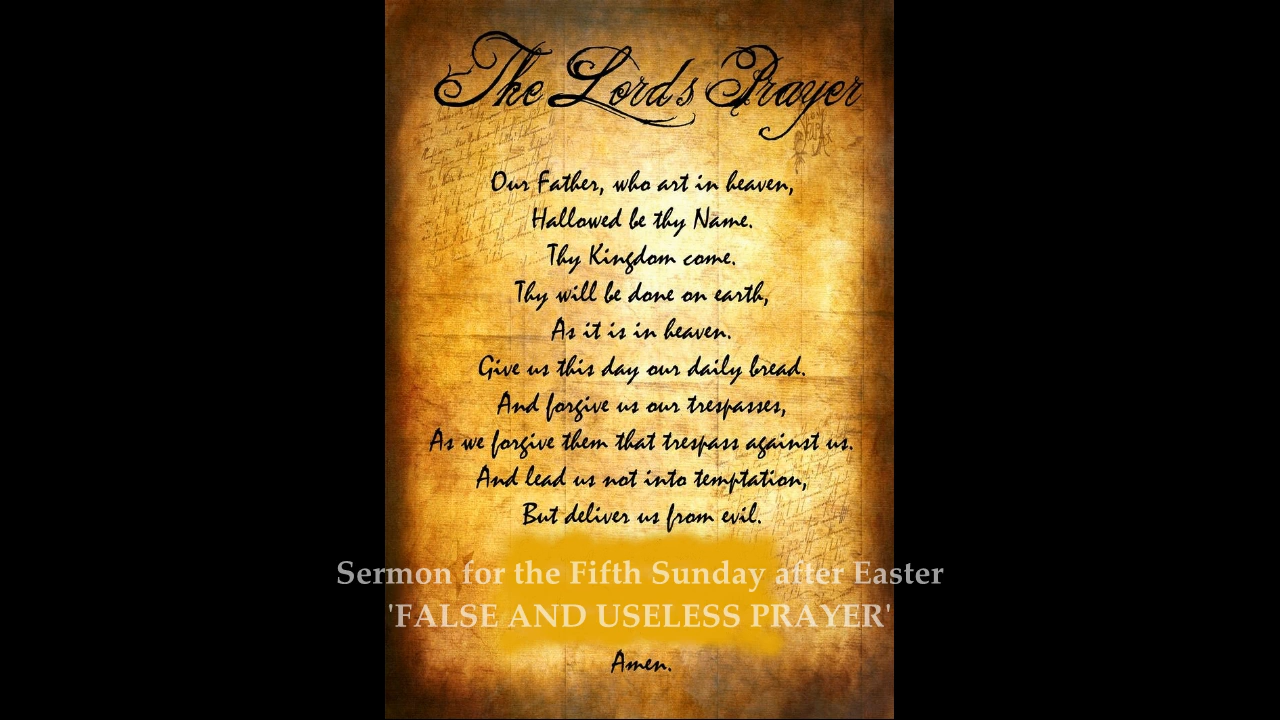 The Lord's Prayer
Our Father, who art in heaven,
Hallowed be thy Name.
Thy Kingdom come.
Thy will be done on earth,
As it is in heaven.
Give us this day our daily bread.
And forgive us our trespasses,
As we forgive them that trespass against us.
And lead us not into temptation,
But deliver us from evil.
Sermon for the Fifth Sunday after Easter
'FALSE AND USELESS PRAYER'
Amen.